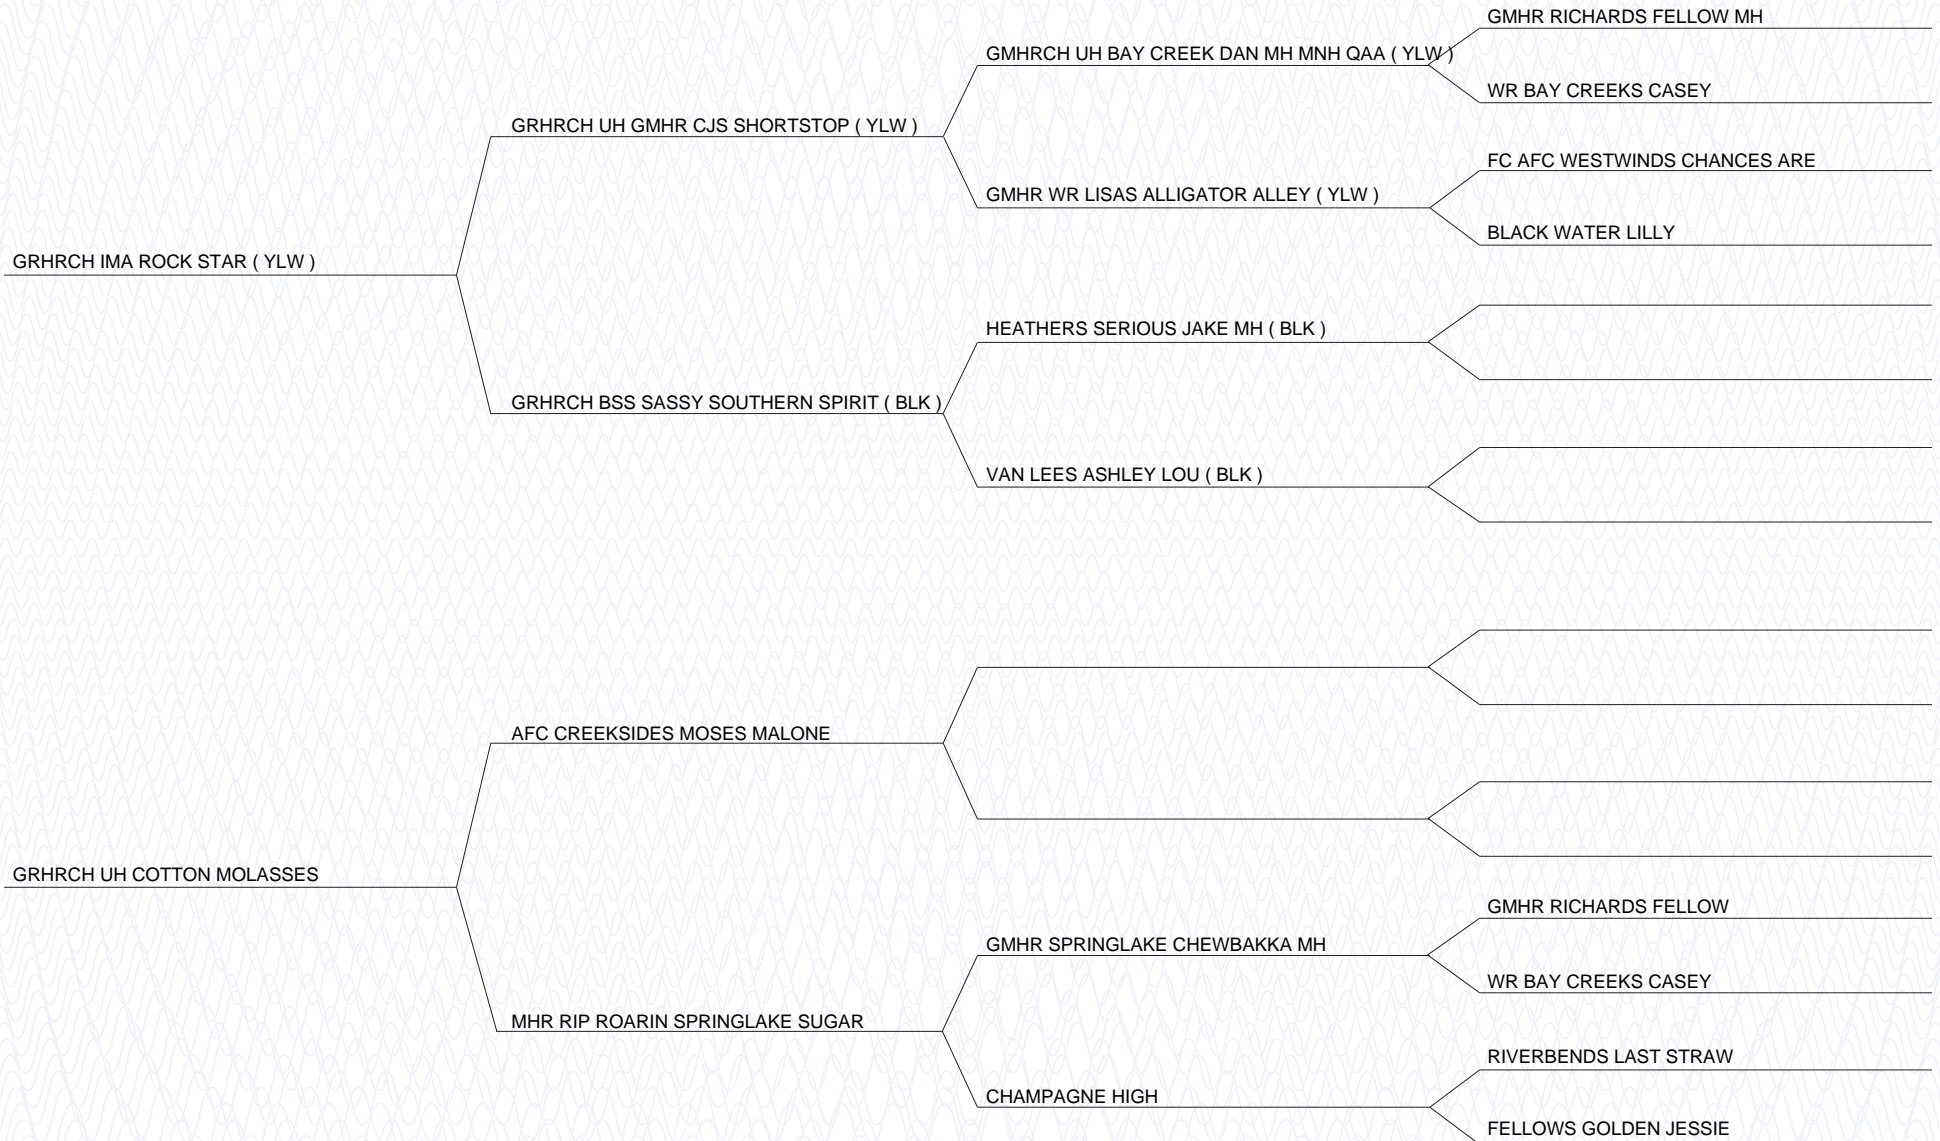 GMHR RICHARDS FELLOW MH
GMHRCH UH BAY CREEK DAN MH MNH QAA ( YLW )
WR BAY CREEKS CASEY
GRHRCH UH GMHR CJS SHORTSTOP ( YLW )
FC AFC WESTWINDS CHANCES ARE
GMHR WR LISAS ALLIGATOR ALLEY ( YLW )
BLACK WATER LILLY
GRHRCH IMA ROCK STAR ( YLW )
HEATHERS SERIOUS JAKE MH ( BLK )
GRHRCH BSS SASSY SOUTHERN SPIRIT ( BLK )
VAN LEES ASHLEY LOU ( BLK )
AFC CREEKSIDES MOSES MALONE
GRHRCH UH COTTON MOLASSES
GMHR RICHARDS FELLOW
GMHR SPRINGLAKE CHEWBAKKA MH
WR BAY CREEKS CASEY
MHR RIP ROARIN SPRINGLAKE SUGAR
RIVERBENDS LAST STRAW
CHAMPAGNE HIGH
FELLOWS GOLDEN JESSIE